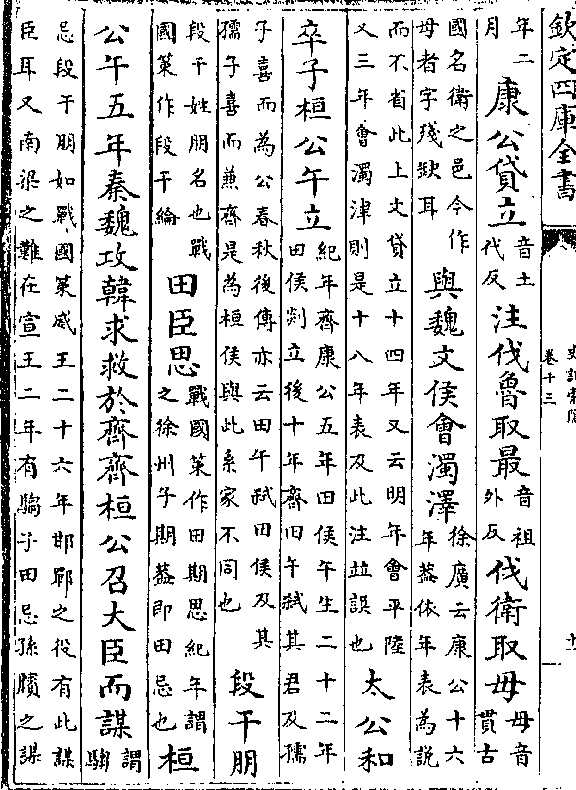 欽定四庫全書
史記索隱
卷十三
十一
年二月康公貸立音土代反注伐魯取最音祖外反伐衛取毋毋音貫古
國名衛之邑今作毋者字殘缺耳與魏文侯會濁澤徐廣云康公十六年蓋依年表為說
而不省此上文貸立十四年又云明年會平陸又三年會濁津則是十八年表及此注竝誤也太公和
卒子桓公午立紀年齊康公五年田侯午生二十二年田侯剡立後十年齊田午弒其君及孺
子喜而為公春秋後傳亦云田午弒田侯及其孺子喜而兼齊是為桓侯與此系家不同也段干朋
段干姓朋名也戰國策作段干綸田臣思戰國策作田期思紀年謂之徐州子期蓋即田忌也桓
公午五年秦魏攻韓求救於齊齊桓公召大臣而謀謂騶
忌段干朋如戰國策威王二十六年邯鄲之役有此謀臣耳又南梁之難在宣王二年有騶子田忌孫臏之謀